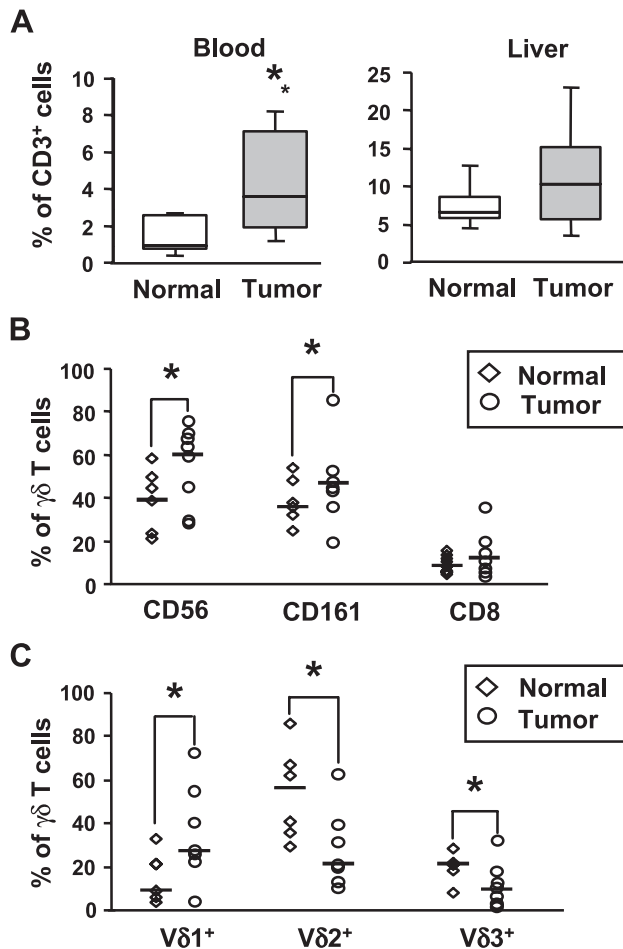 A
Blood
Liver
% of CD3⁺ cells
10
8
6
4
2
0
*
*
25
20
15
10
5
0
Normal
Tumor
Normal
Tumor
B
% of γδ T cells
100
80
60
40
20
0
*
*
Normal
Tumor
CD56
CD161
CD8
C
% of γδ T cells
100
80
60
40
20
0
*
*
*
Normal
Tumor
Vδ1⁺
Vδ2⁺
Vδ3⁺